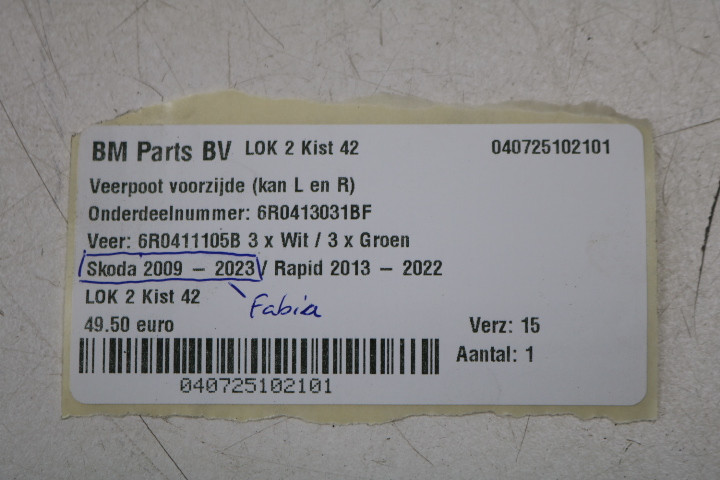 BM Parts BV LOK 2 Kist 42 040725102101
Veerpoot voorzijde (kan L en R)
Onderdeelnummer: 6R0413031BF
Veer: 6R0411105B 3 x Wit / 3 x Groen
Skoda 2009 – 2023 / Rapid 2013 – 2022
LOK 2 Kist 42 Fabia
49.50 euro Verz: 15
Aantal: 1
040725102101